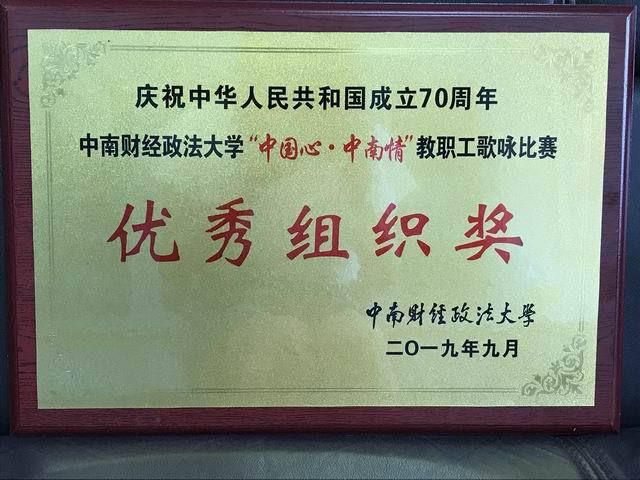 庆祝中华人民共和国成立70周年
中南财经政法大学“中国心·中南情”教职工歌咏比赛
优秀组织奖
中南财经政法大学
二〇一九年九月